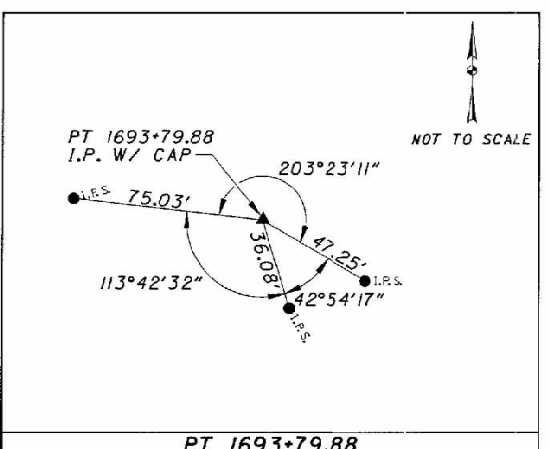 NOT TO SCALE
PT 1693+79.88
I.P. W/ CAP
203°23'11"
I.P.S.
75.03'
47.25'
36.08'
I.P.S.
113°42'32"
42°54'17"
I.P.S.
PT 1693+79.88